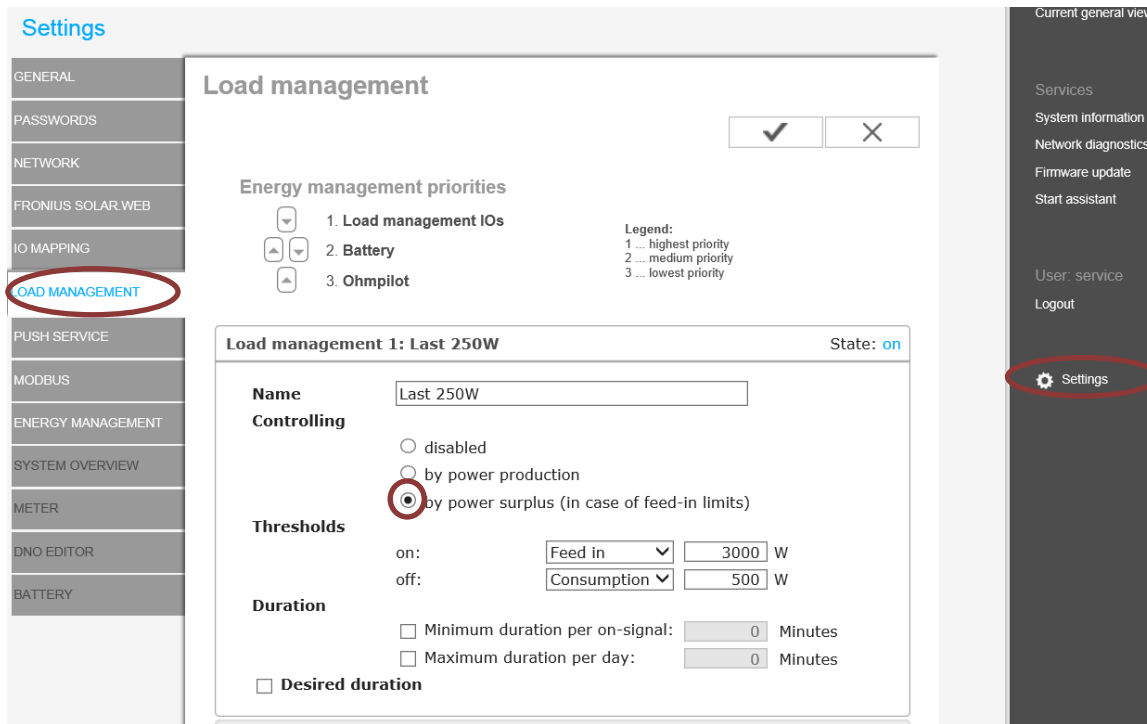 Settings
GENERAL
PASSWORDS
NETWORK
FRONIUS SOLAR.WEB
IO MAPPING
LOAD MANAGEMENT
PUSH SERVICE
MODBUS
ENERGY MANAGEMENT
SYSTEM OVERVIEW
METER
DNO EDITOR
BATTERY
Load management
Energy management priorities
1. Load management IOs
2. Battery
3. Ohmpilot
Legend:
1 ... highest priority
2 ... medium priority
3 ... lowest priority
Load management 1: Last 250W State: on
Name Last 250W
Controlling
disabled
by power production
by power surplus (in case of feed-in limits)
Thresholds
on: Feed in 3000 W
off: Consumption 500 W
Duration
Minimum duration per on-signal: 0 Minutes
Maximum duration per day: 0 Minutes
Desired duration
Current general view
Services
System information
Network diagnostics
Firmware update
Start assistant
User: service
Logout
Settings